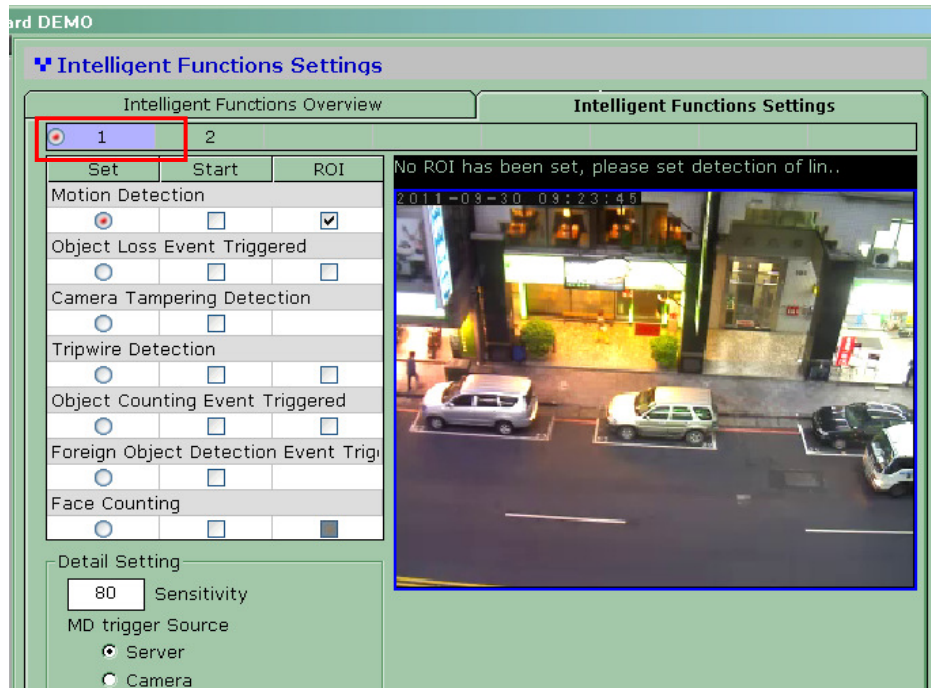 ard DEMO
Intelligent Functions Settings
Intelligent Functions Overview
Intelligent Functions Settings
1 2
Set Start ROI
No ROI has been set, please set detection of lin..
Motion Detection
2011-09-30 09:23:45
Object Loss Event Triggered
Camera Tampering Detection
Tripwire Detection
Object Counting Event Triggered
Foreign Object Detection Event Trig
Face Counting
Detail Setting
80 Sensitivity
MD trigger Source
Server
Camera